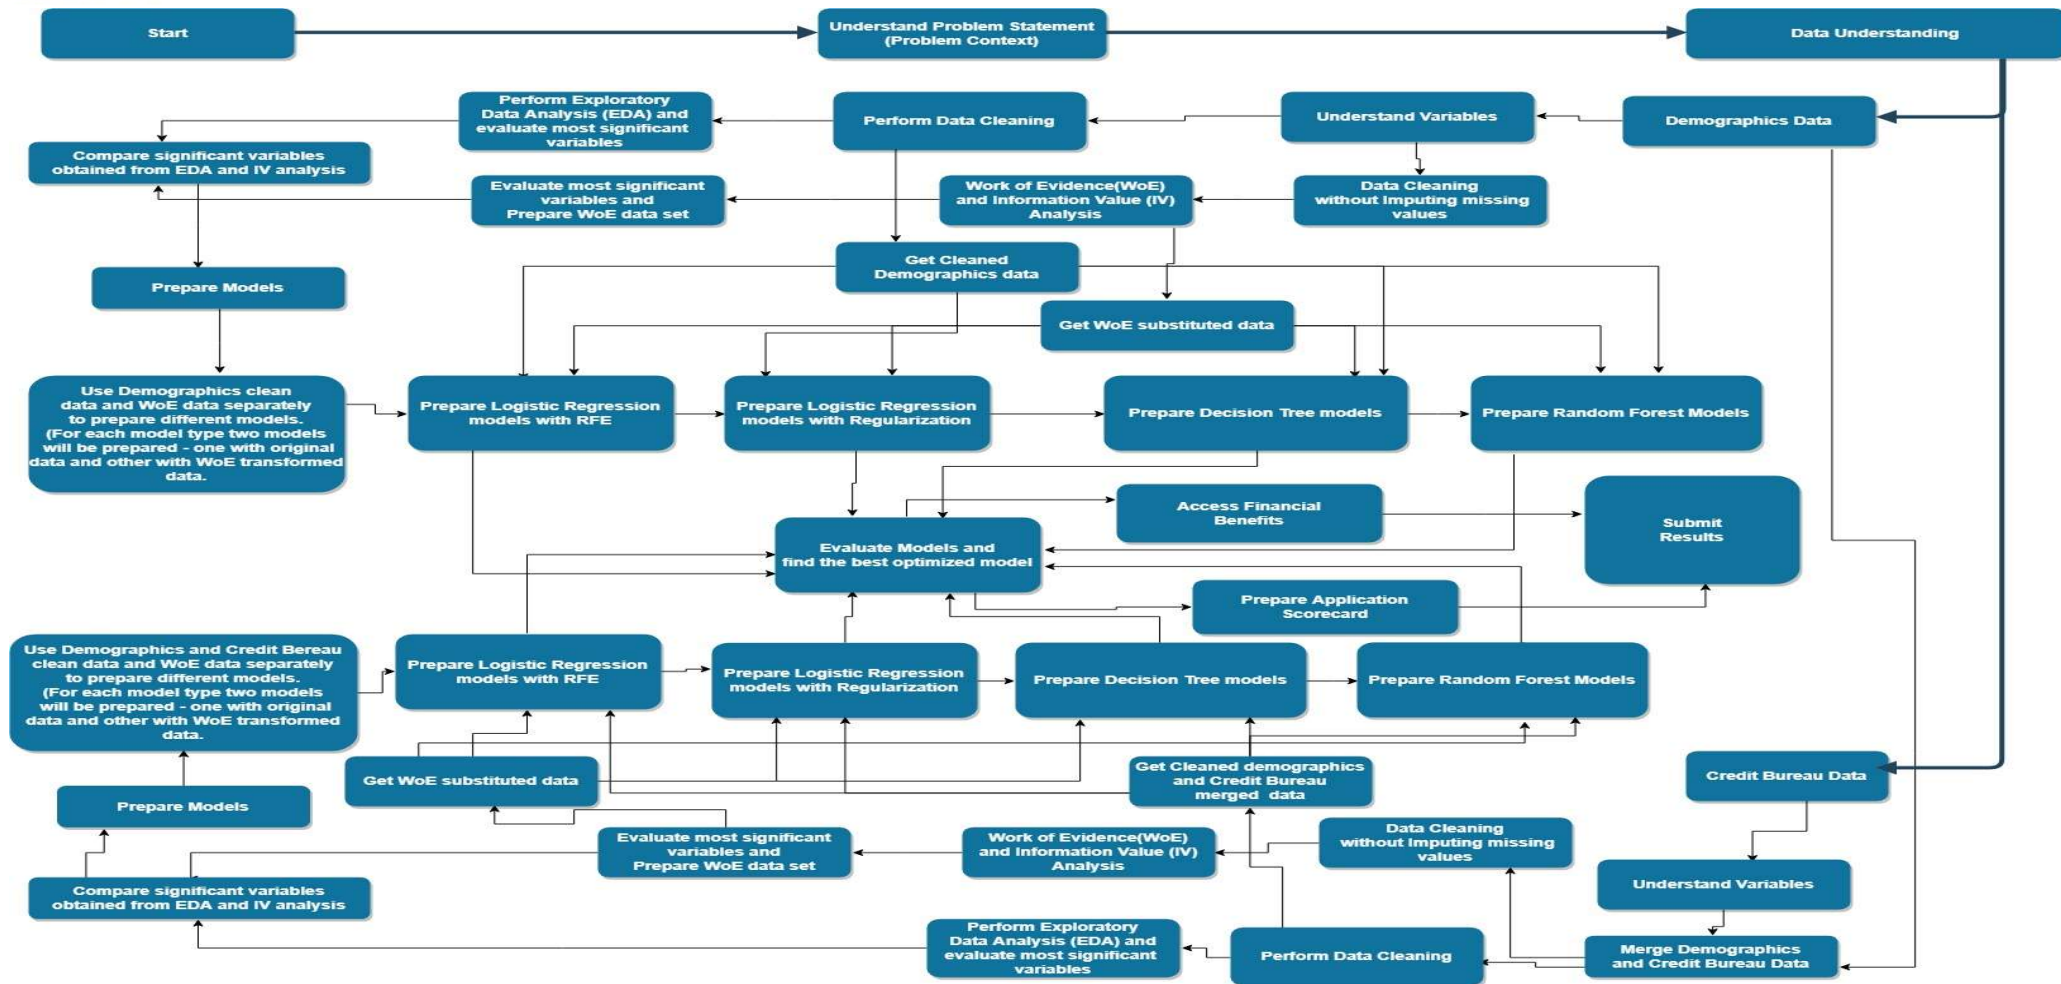 Start
Understand Problem Statement
(Problem Context)
Data Understanding
Perform Exploratory
Data Analysis (EDA) and
evaluate most significant
variables
Perform Data Cleaning
Understand Variables
Demographics Data
Compare significant variables
obtained from EDA and IV analysis
Evaluate most significant
variables and
Prepare WoE data set
Work of Evidence(WoE)
and Information Value (IV)
Analysis
Data Cleaning
without Imputing missing
values
Get Cleaned
Demographics data
Prepare Models
Get WoE substituted data
Use Demographics clean
data and WoE data separately
to prepare different models.
(For each model type two models
will be prepared - one with original
data and other with WoE transformed
data.
Prepare Logistic Regression
models with RFE
Prepare Logistic Regression
models with Regularization
Prepare Decision Tree models
Prepare Random Forest Models
Access Financial
Benefits
Submit
Results
Evaluate Models and
find the best optimized model
Prepare Application
Scorecard
Use Demographics and Credit Bereau
clean data and WoE data separately
to prepare different models.
(For each model type two models
will be prepared - one with original
data and other with WoE transformed
data.
Prepare Logistic Regression
models with RFE
Prepare Logistic Regression
models with Regularization
Prepare Decision Tree models
Prepare Random Forest Models
Get WoE substituted data
Get Cleaned demographics
and Credit Bureau
merged data
Credit Bureau Data
Prepare Models
Evaluate most significant
variables and
Prepare WoE data set
Work of Evidence(WoE)
and Information Value (IV)
Analysis
Data Cleaning
without Imputing missing
values
Understand Variables
Compare significant variables
obtained from EDA and IV analysis
Perform Exploratory
Data Analysis (EDA) and
evaluate most significant
variables
Perform Data Cleaning
Merge Demographics
and Credit Bureau Data